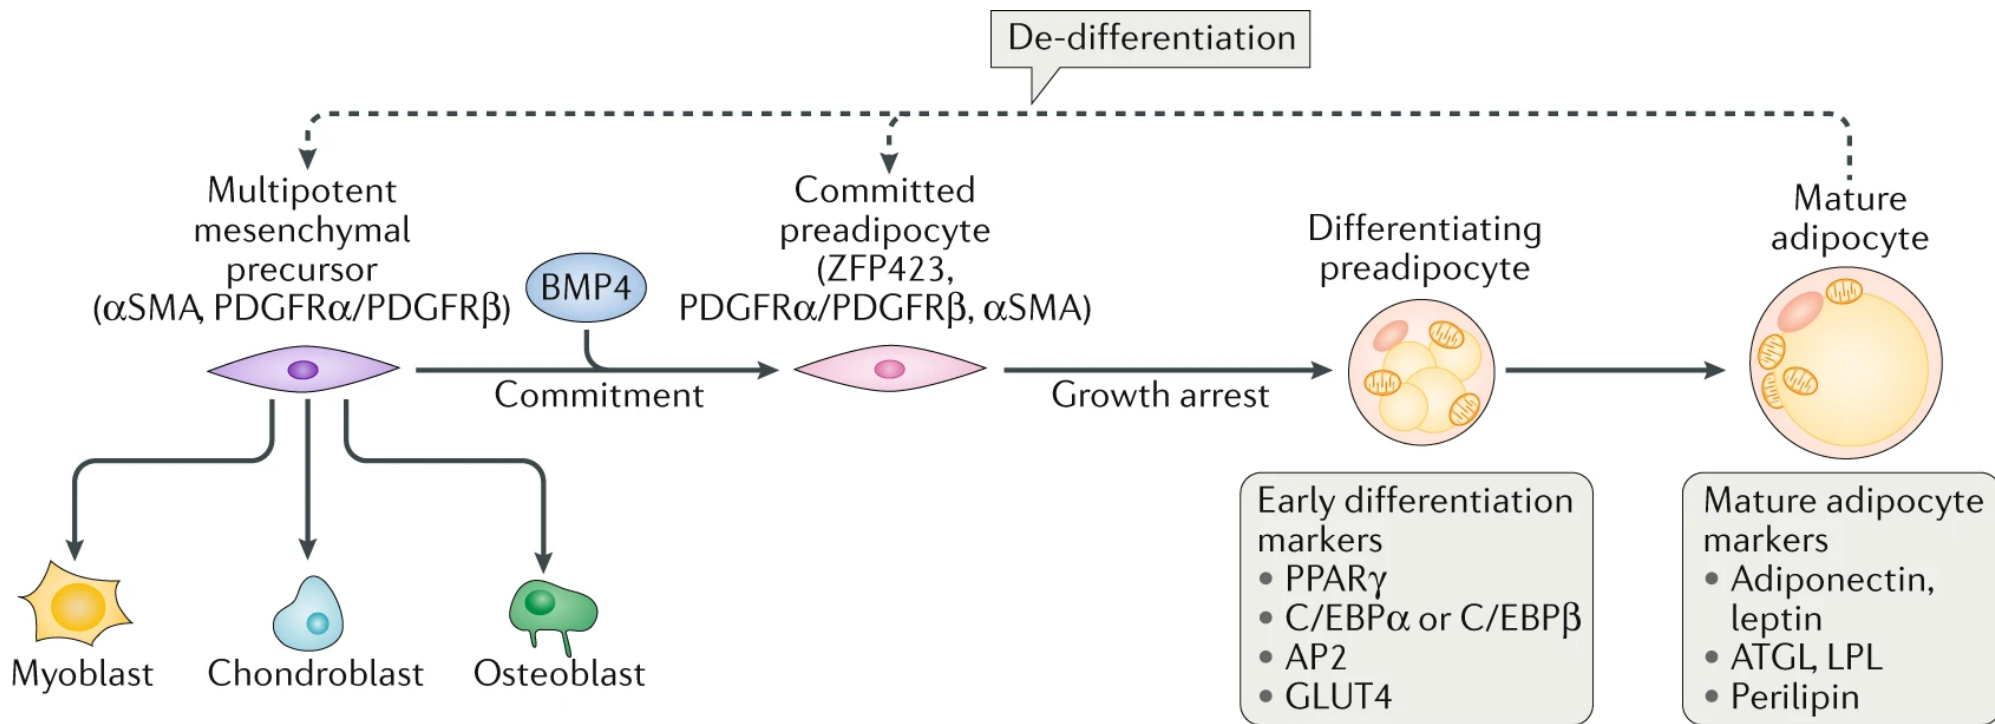 De-differentiation
Multipotent
mesenchymal
precursor
(αSMA, PDGFRα/PDGFRβ)
BMP4
Commitment
Committed
preadipocyte
(ZFP423,
PDGFRα/PDGFRβ, αSMA)
Growth arrest
Differentiating
preadipocyte
Mature
adipocyte
Myoblast
Chondroblast
Osteoblast
Early differentiation
markers
• PPARγ
• C/EBPα or C/EBPβ
• AP2
• GLUT4
Mature adipocyte
markers
• Adiponectin,
leptin
• ATGL, LPL
• Perilipin